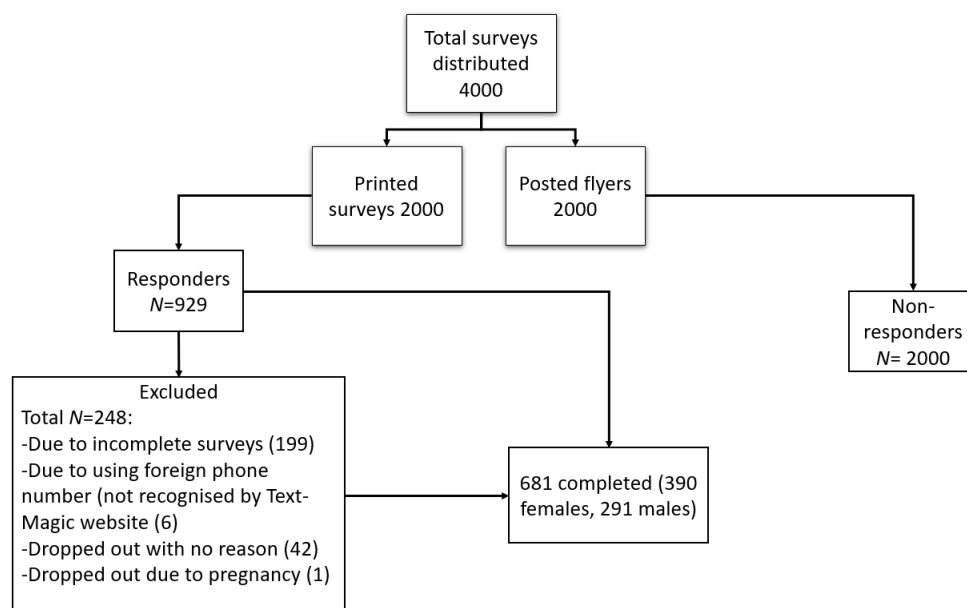 Total surveys
distributed
4000
Printed
surveys 2000
Posted flyers
2000
Responders
N=929
Non-
responders
N= 2000
Excluded
Total N=248:
-Due to incomplete surveys (199)
-Due to using foreign phone
number (not recognised by Text-
Magic website (6)
-Dropped out with no reason (42)
-Dropped out due to pregnancy (1)
681 completed (390
females, 291 males)